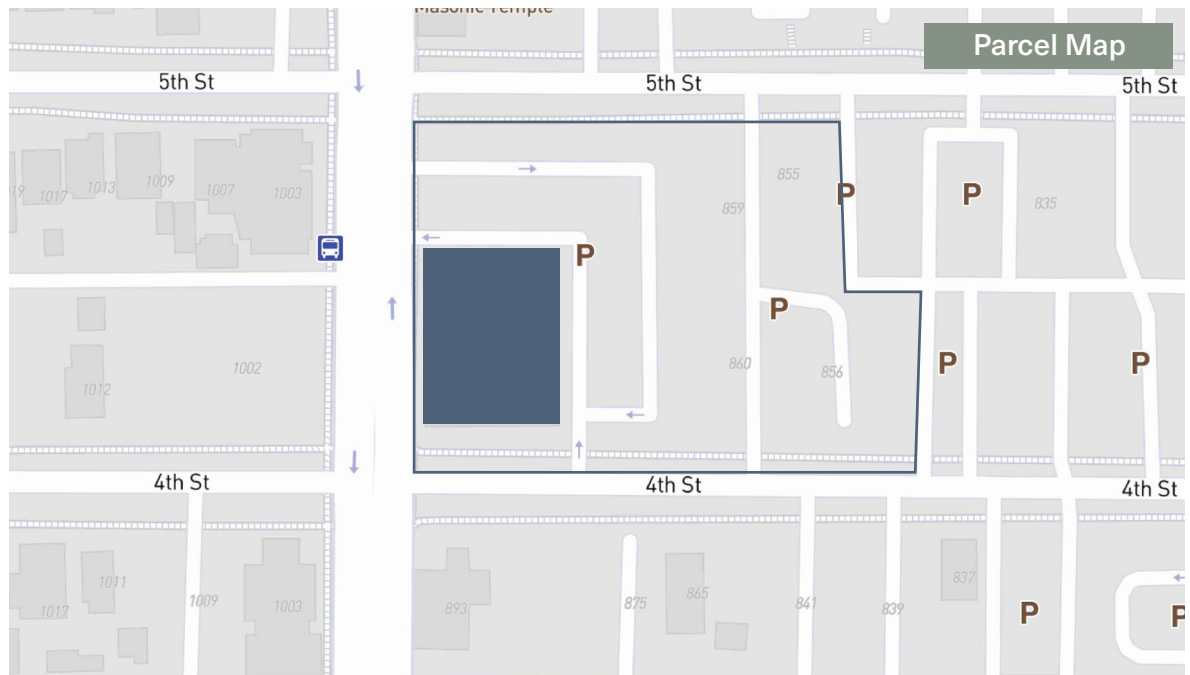 Masonic Temple
Parcel Map
5th St
5th St
5th St
1017
1013
1009
1007
1003
855
859
P
P
835
P
1002
1012
860
P
856
P
P
4th St
4th St
4th St
1017
1011
1009
1003
893
875
865
841
839
837
P
P